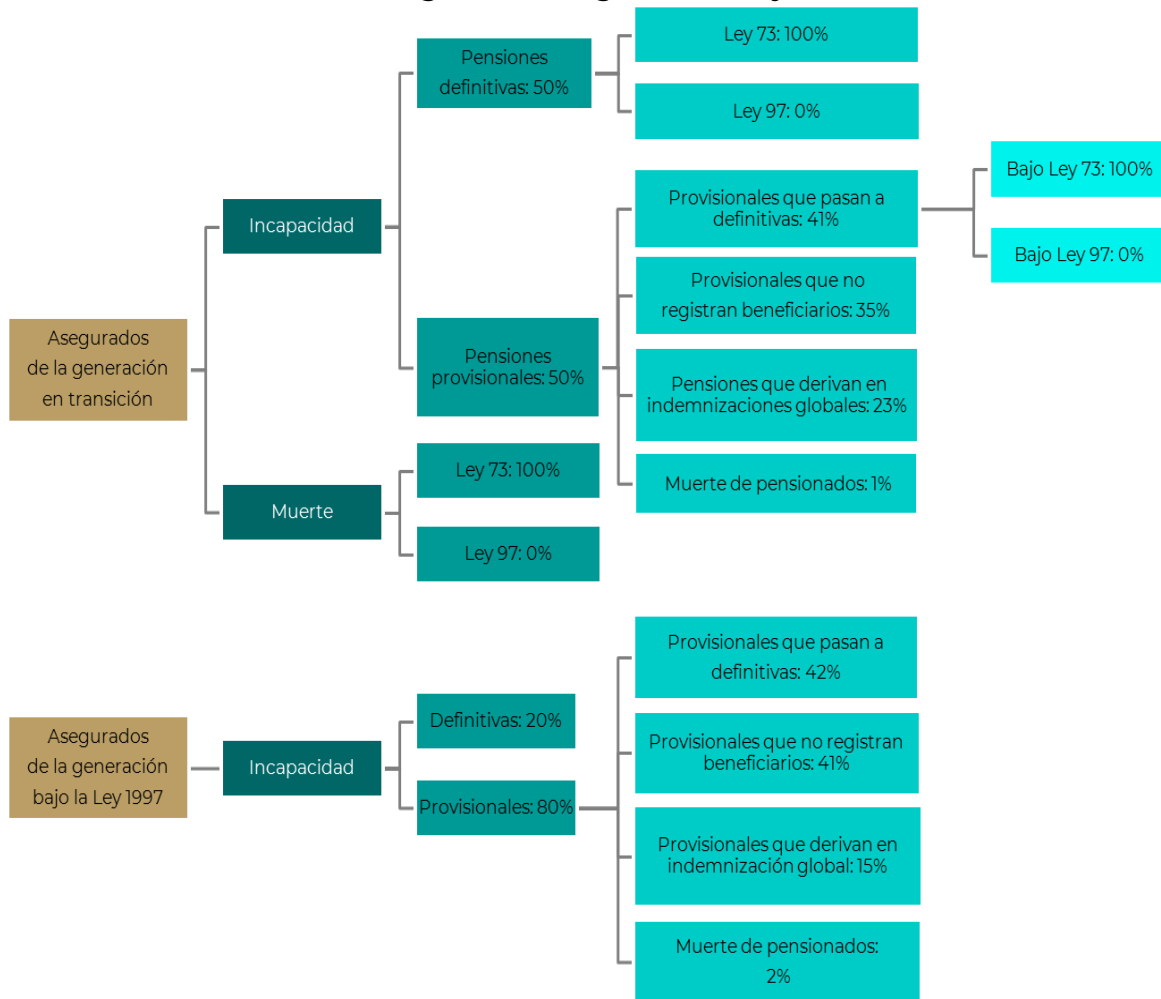 Pensiones
definitivas: 50%
Ley 73: 100%
Ley 97: 0%
Incapacidad
Provisionales que pasan a
definitivas: 41%
Bajo Ley 73: 100%
Bajo Ley 97: 0%
Provisionales que no
registran beneficiarios: 35%
Asegurados
de la generación
en transición
Pensiones
provisionales: 50%
Pensiones que derivan en
indemnizaciones globales: 23%
Muerte de pensionados: 1%
Muerte
Ley 73: 100%
Ley 97: 0%
Provisionales que pasan a
definitivas: 42%
Asegurados
de la generación
bajo la Ley 1997
Incapacidad
Definitivas: 20%
Provisionales: 80%
Provisionales que no registran
beneficiarios: 41%
Provisionales que derivan en
indemnización global: 15%
Muerte de pensionados:
2%